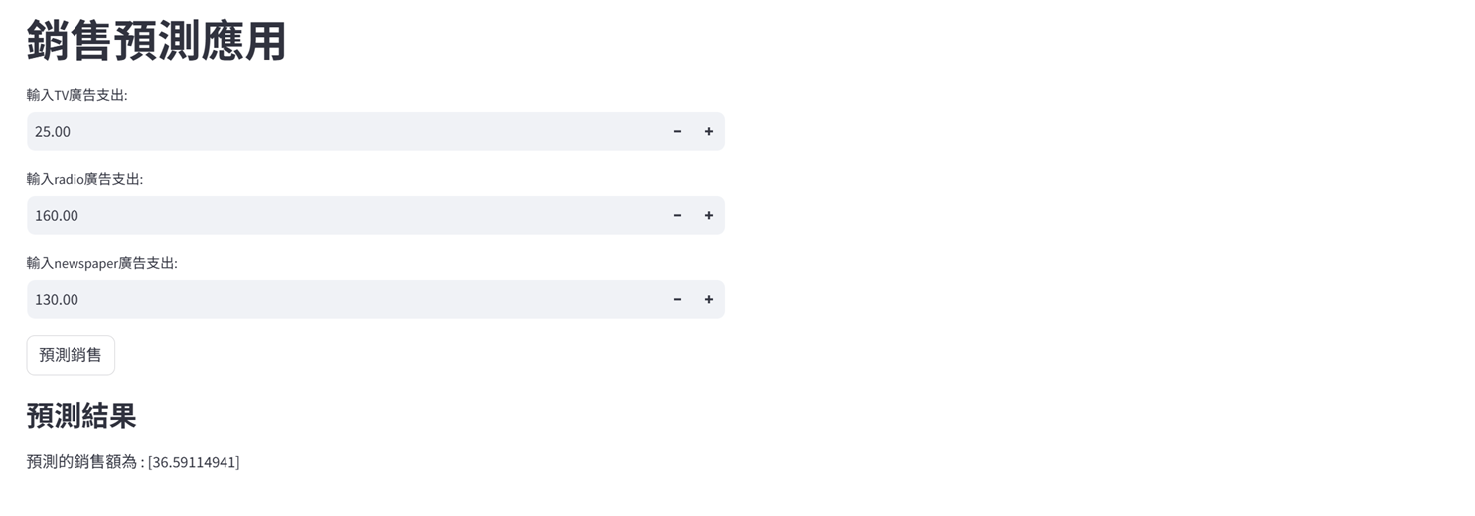 銷售預測應用
輸入TV廣告支出:
25.00
輸入radio廣告支出:
160.00
輸入newspaper廣告支出:
130.00
預測銷售
預測結果
預測的銷售額為 : [36.59114941]